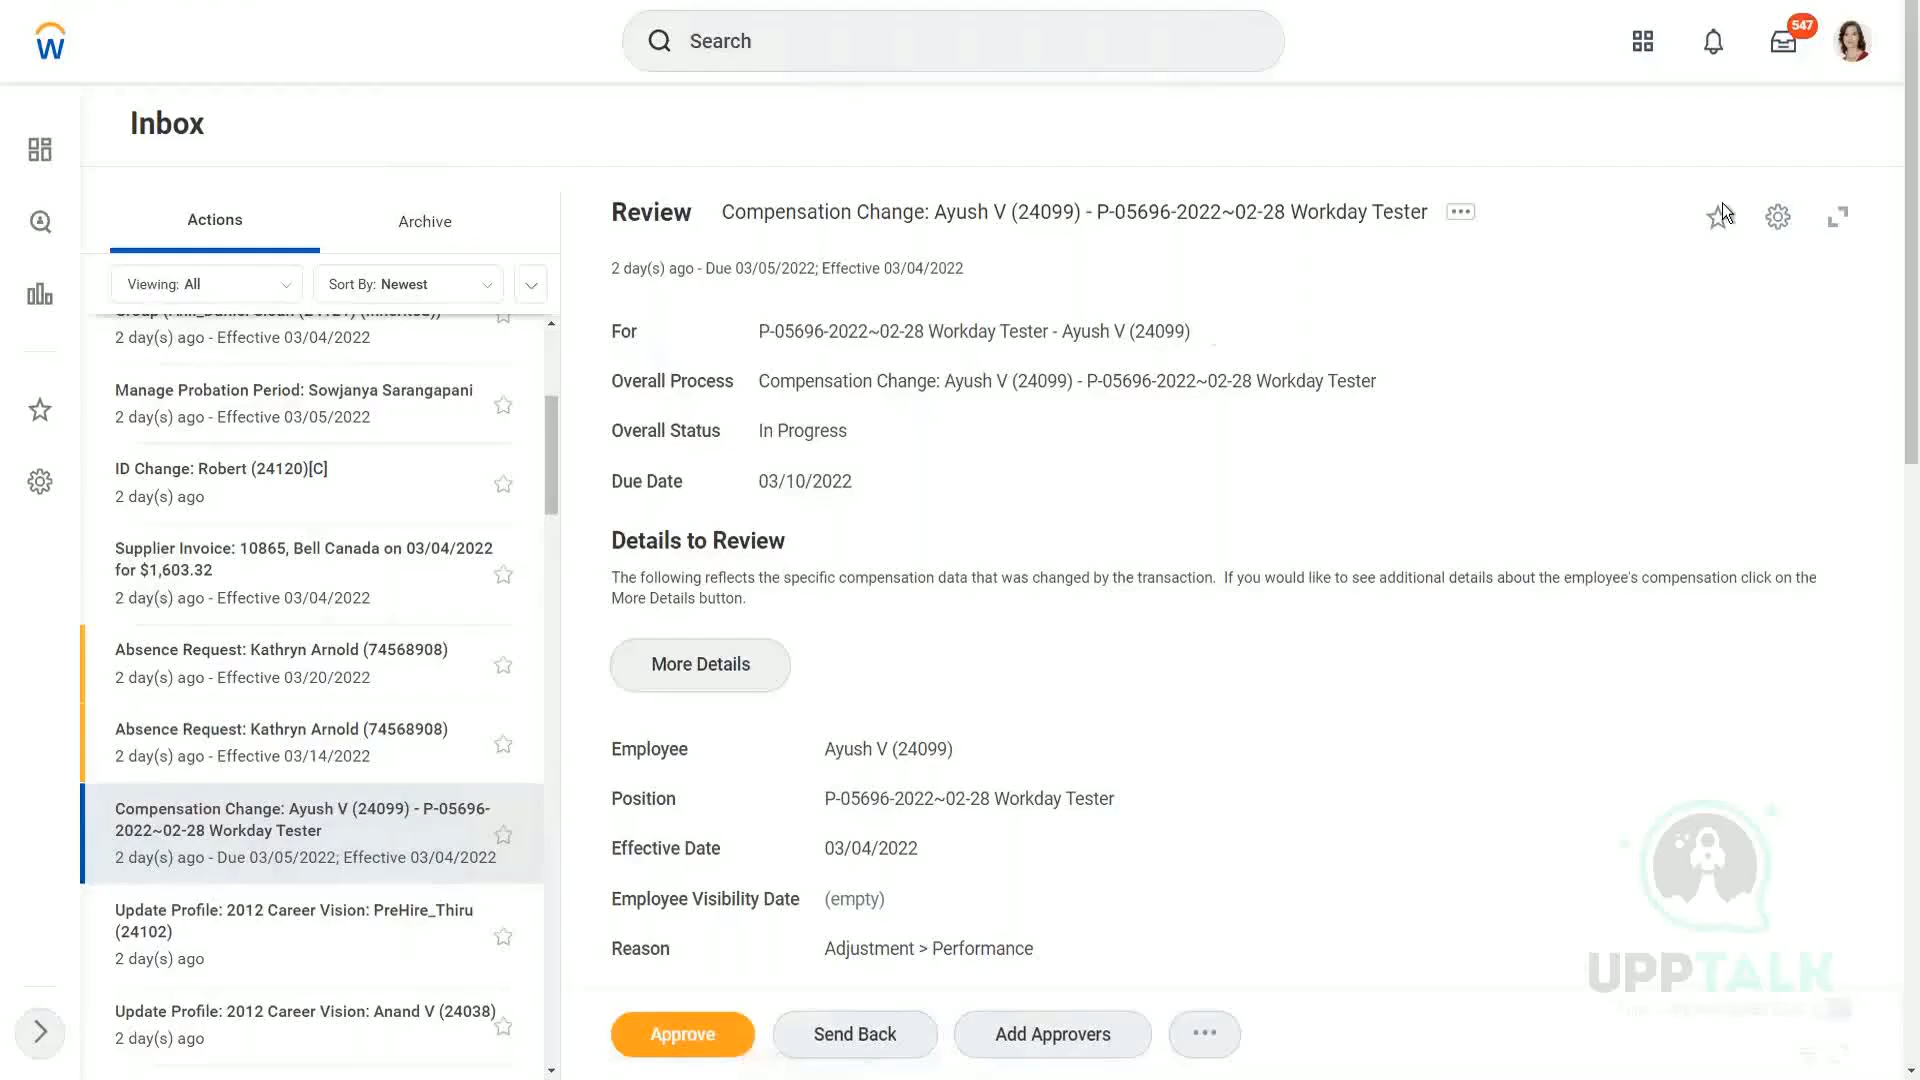 W
Search
547
Inbox
Actions
Archive
Viewing: All
Sort By: Newest
2 day(s) ago - Effective 03/04/2022
Manage Probation Period: Sowjanya Sarangapani
2 day(s) ago - Effective 03/05/2022
ID Change: Robert (24120)[C]
2 day(s) ago
Supplier Invoice: 10865, Bell Canada on 03/04/2022
for $1,603.32
2 day(s) ago - Effective 03/04/2022
Absence Request: Kathryn Arnold (74568908)
2 day(s) ago - Effective 03/20/2022
Absence Request: Kathryn Arnold (74568908)
2 day(s) ago - Effective 03/14/2022
Compensation Change: Ayush V (24099) - P-05696-
2022~02-28 Workday Tester
2 day(s) ago - Due 03/05/2022; Effective 03/04/2022
Update Profile: 2012 Career Vision: PreHire_Thiru
(24102)
2 day(s) ago
Update Profile: 2012 Career Vision: Anand V (24038)
2 day(s) ago
Review Compensation Change: Ayush V (24099) - P-05696-2022~02-28 Workday Tester
2 day(s) ago - Due 03/05/2022; Effective 03/04/2022
For P-05696-2022~02-28 Workday Tester - Ayush V (24099)
Overall Process Compensation Change: Ayush V (24099) - P-05696-2022~02-28 Workday Tester
Overall Status In Progress
Due Date 03/10/2022
Details to Review
The following reflects the specific compensation data that was changed by the transaction. If you would like to see additional details about the employee's compensation click on the
More Details button.
More Details
Employee Ayush V (24099)
Position P-05696-2022~02-28 Workday Tester
Effective Date 03/04/2022
Employee Visibility Date (empty)
Reason Adjustment > Performance
Approve
Send Back
Add Approvers
UPPTALK